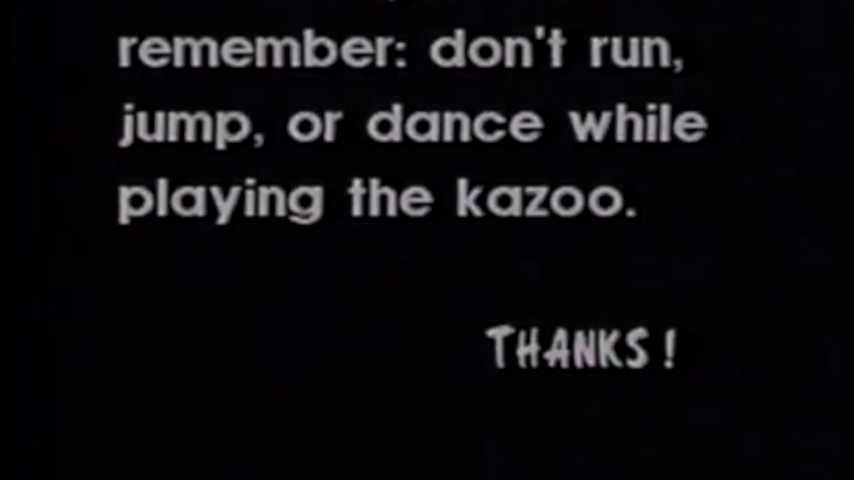 remember: don't run,
jump, or dance while
playing the kazoo.
THANKS!